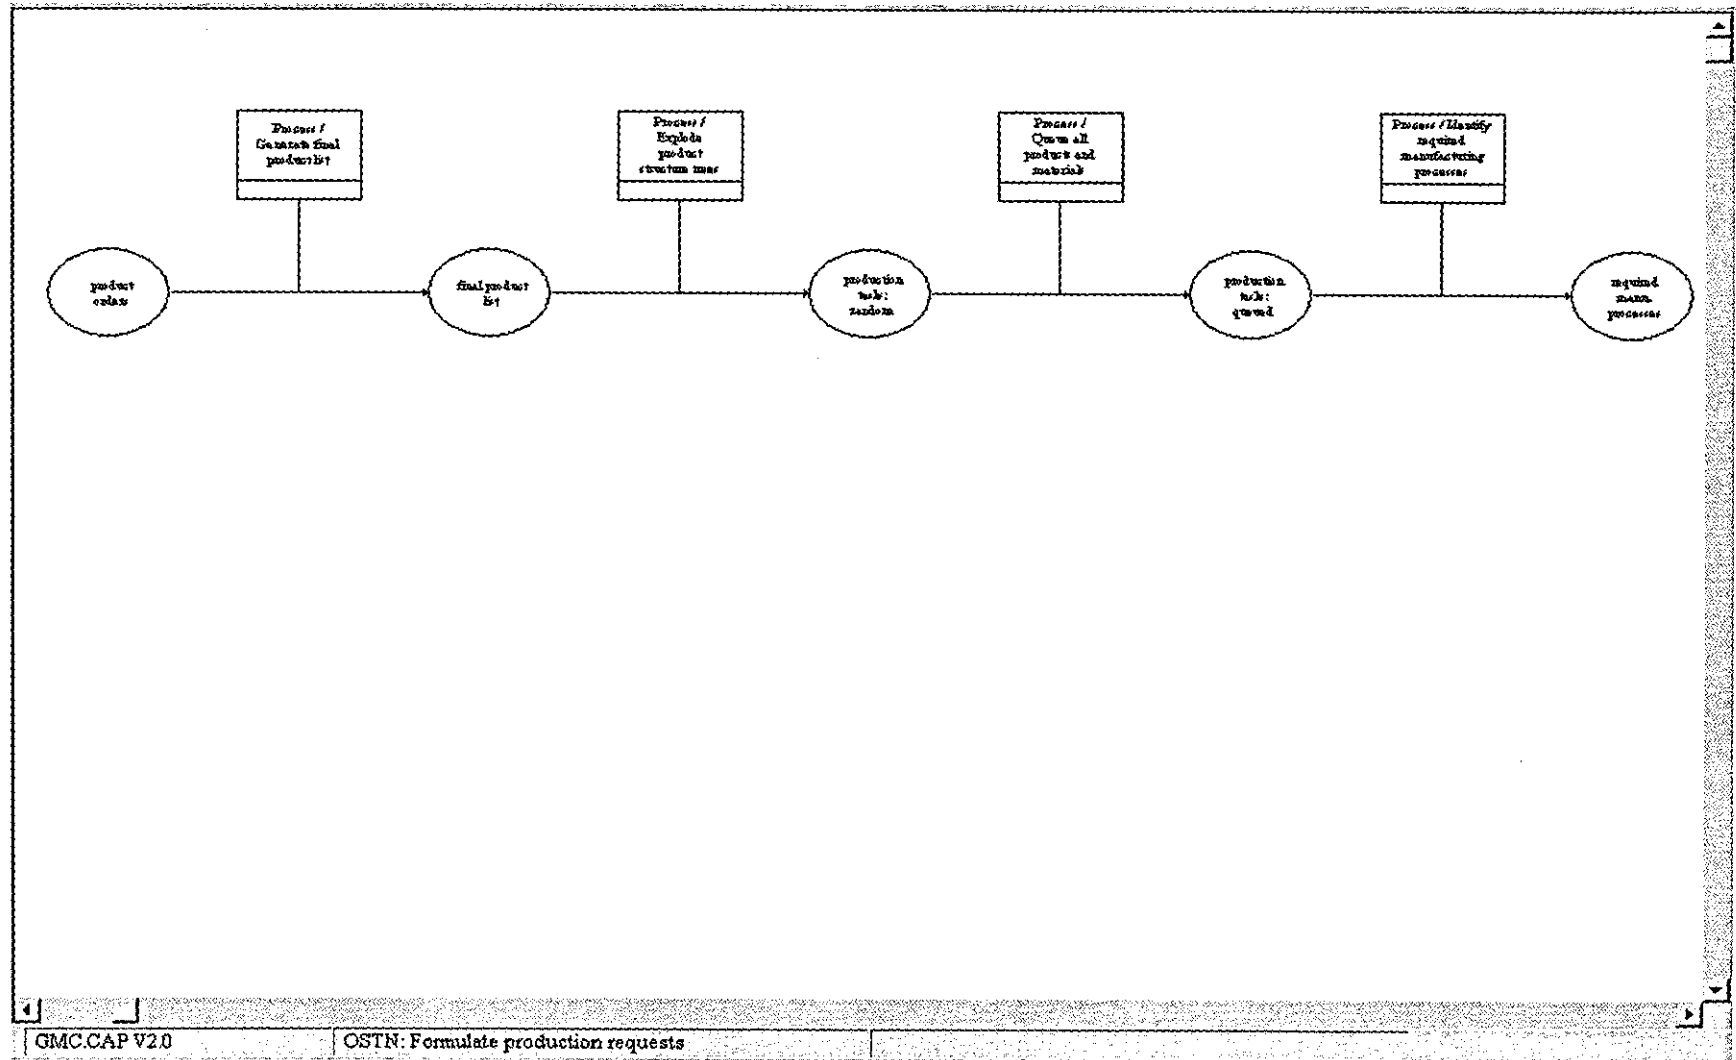 Process /
Generate final
product list
Process /
Explode
product
structure trees
Process /
Queue all
products and
materials
Process / Identify
required
manufacturing
processes
product
orders
final product
list
production
tasks:
random
production
tasks:
queued
required
manu.
processes
GMC.CAP V2.0
OSTN: Formulate production requests